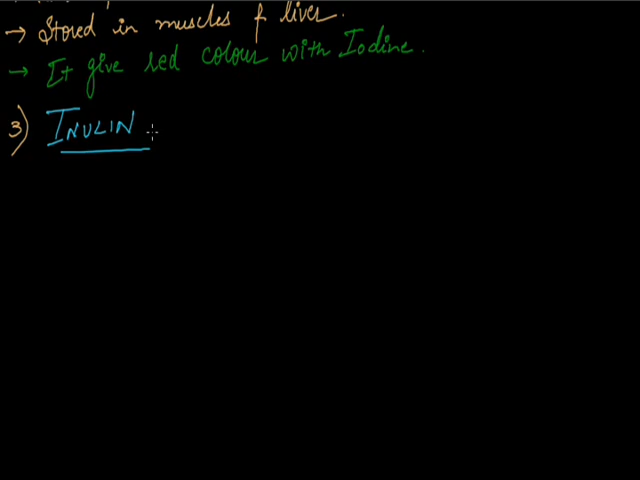 → Stored in muscles & liver.
→ It give red colour with Iodine.
3) INULIN